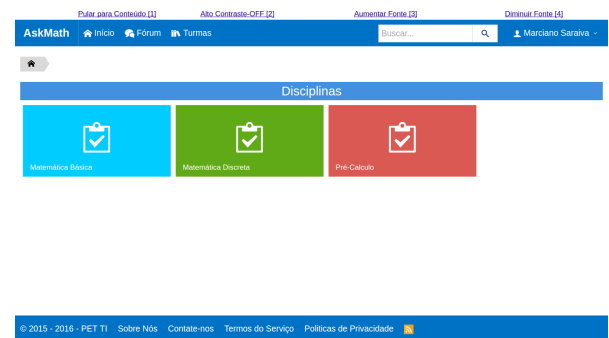 Pular para Conteúdo [1] Alto Contraste-OFF [2] Aumentar Fonte [3] Diminuir Fonte [4]
AskMath Início Fórum Turmas Buscar... Marciano Saraiva
Disciplinas
Matemática Básica Matemática Discreta Pré-Calculo
© 2015 - 2016 - PET TI Sobre Nós Contate-nos Termos do Serviço Politicas de Privacidade